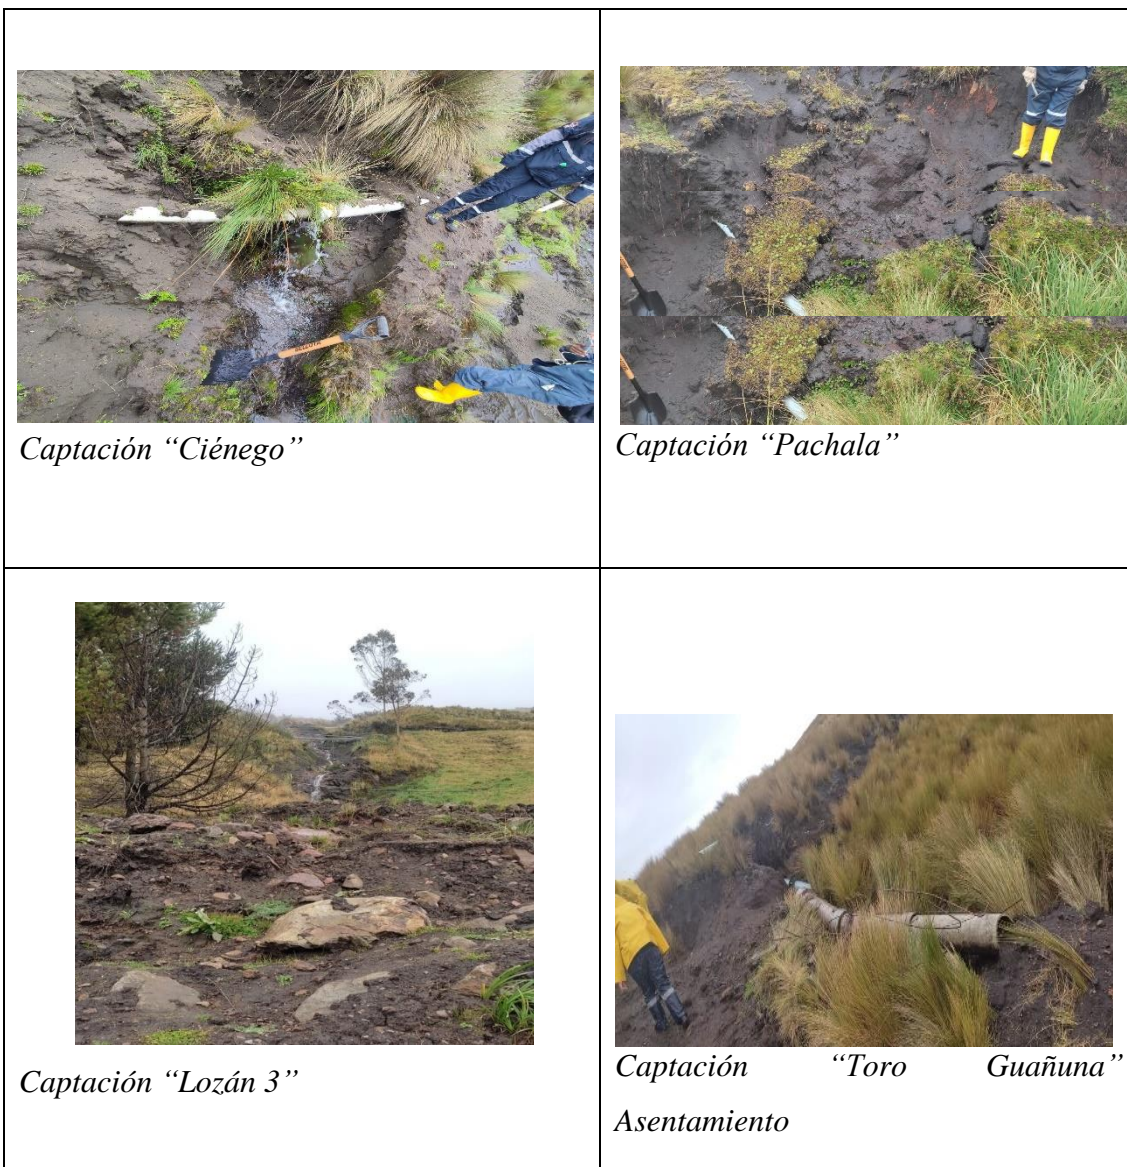 Captación “Ciénego”
Captación “Pachala”
Captación “Lozán 3”
Captación “Toro Guañuna”
Asentamiento